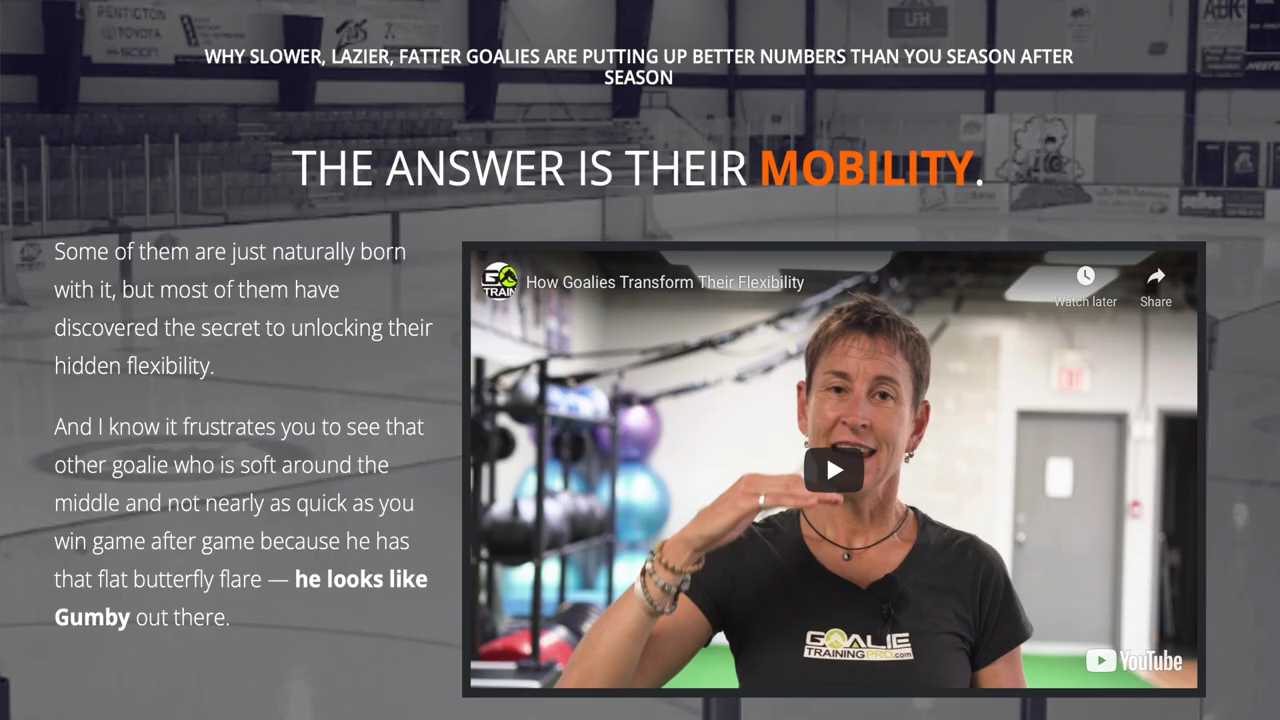 PENTICTON
TOYOTA
LFH
WHY SLOWER, LAZIER, FATTER GOALIES ARE PUTTING UP BETTER NUMBERS THAN YOU SEASON AFTER
SEASON
THE ANSWER IS THEIR MOBILITY.
Some of them are just naturally born
with it, but most of them have
discovered the secret to unlocking their
hidden flexibility.
And I know it frustrates you to see that
other goalie who is soft around the
middle and not nearly as quick as you
win game after game because he has
that flat butterfly flare — he looks like
Gumby out there.
GO
TRAIN
How Goalies Transform Their Flexibility
Watch later
Share
GOALIE
TRAININGPRO.com
YouTube